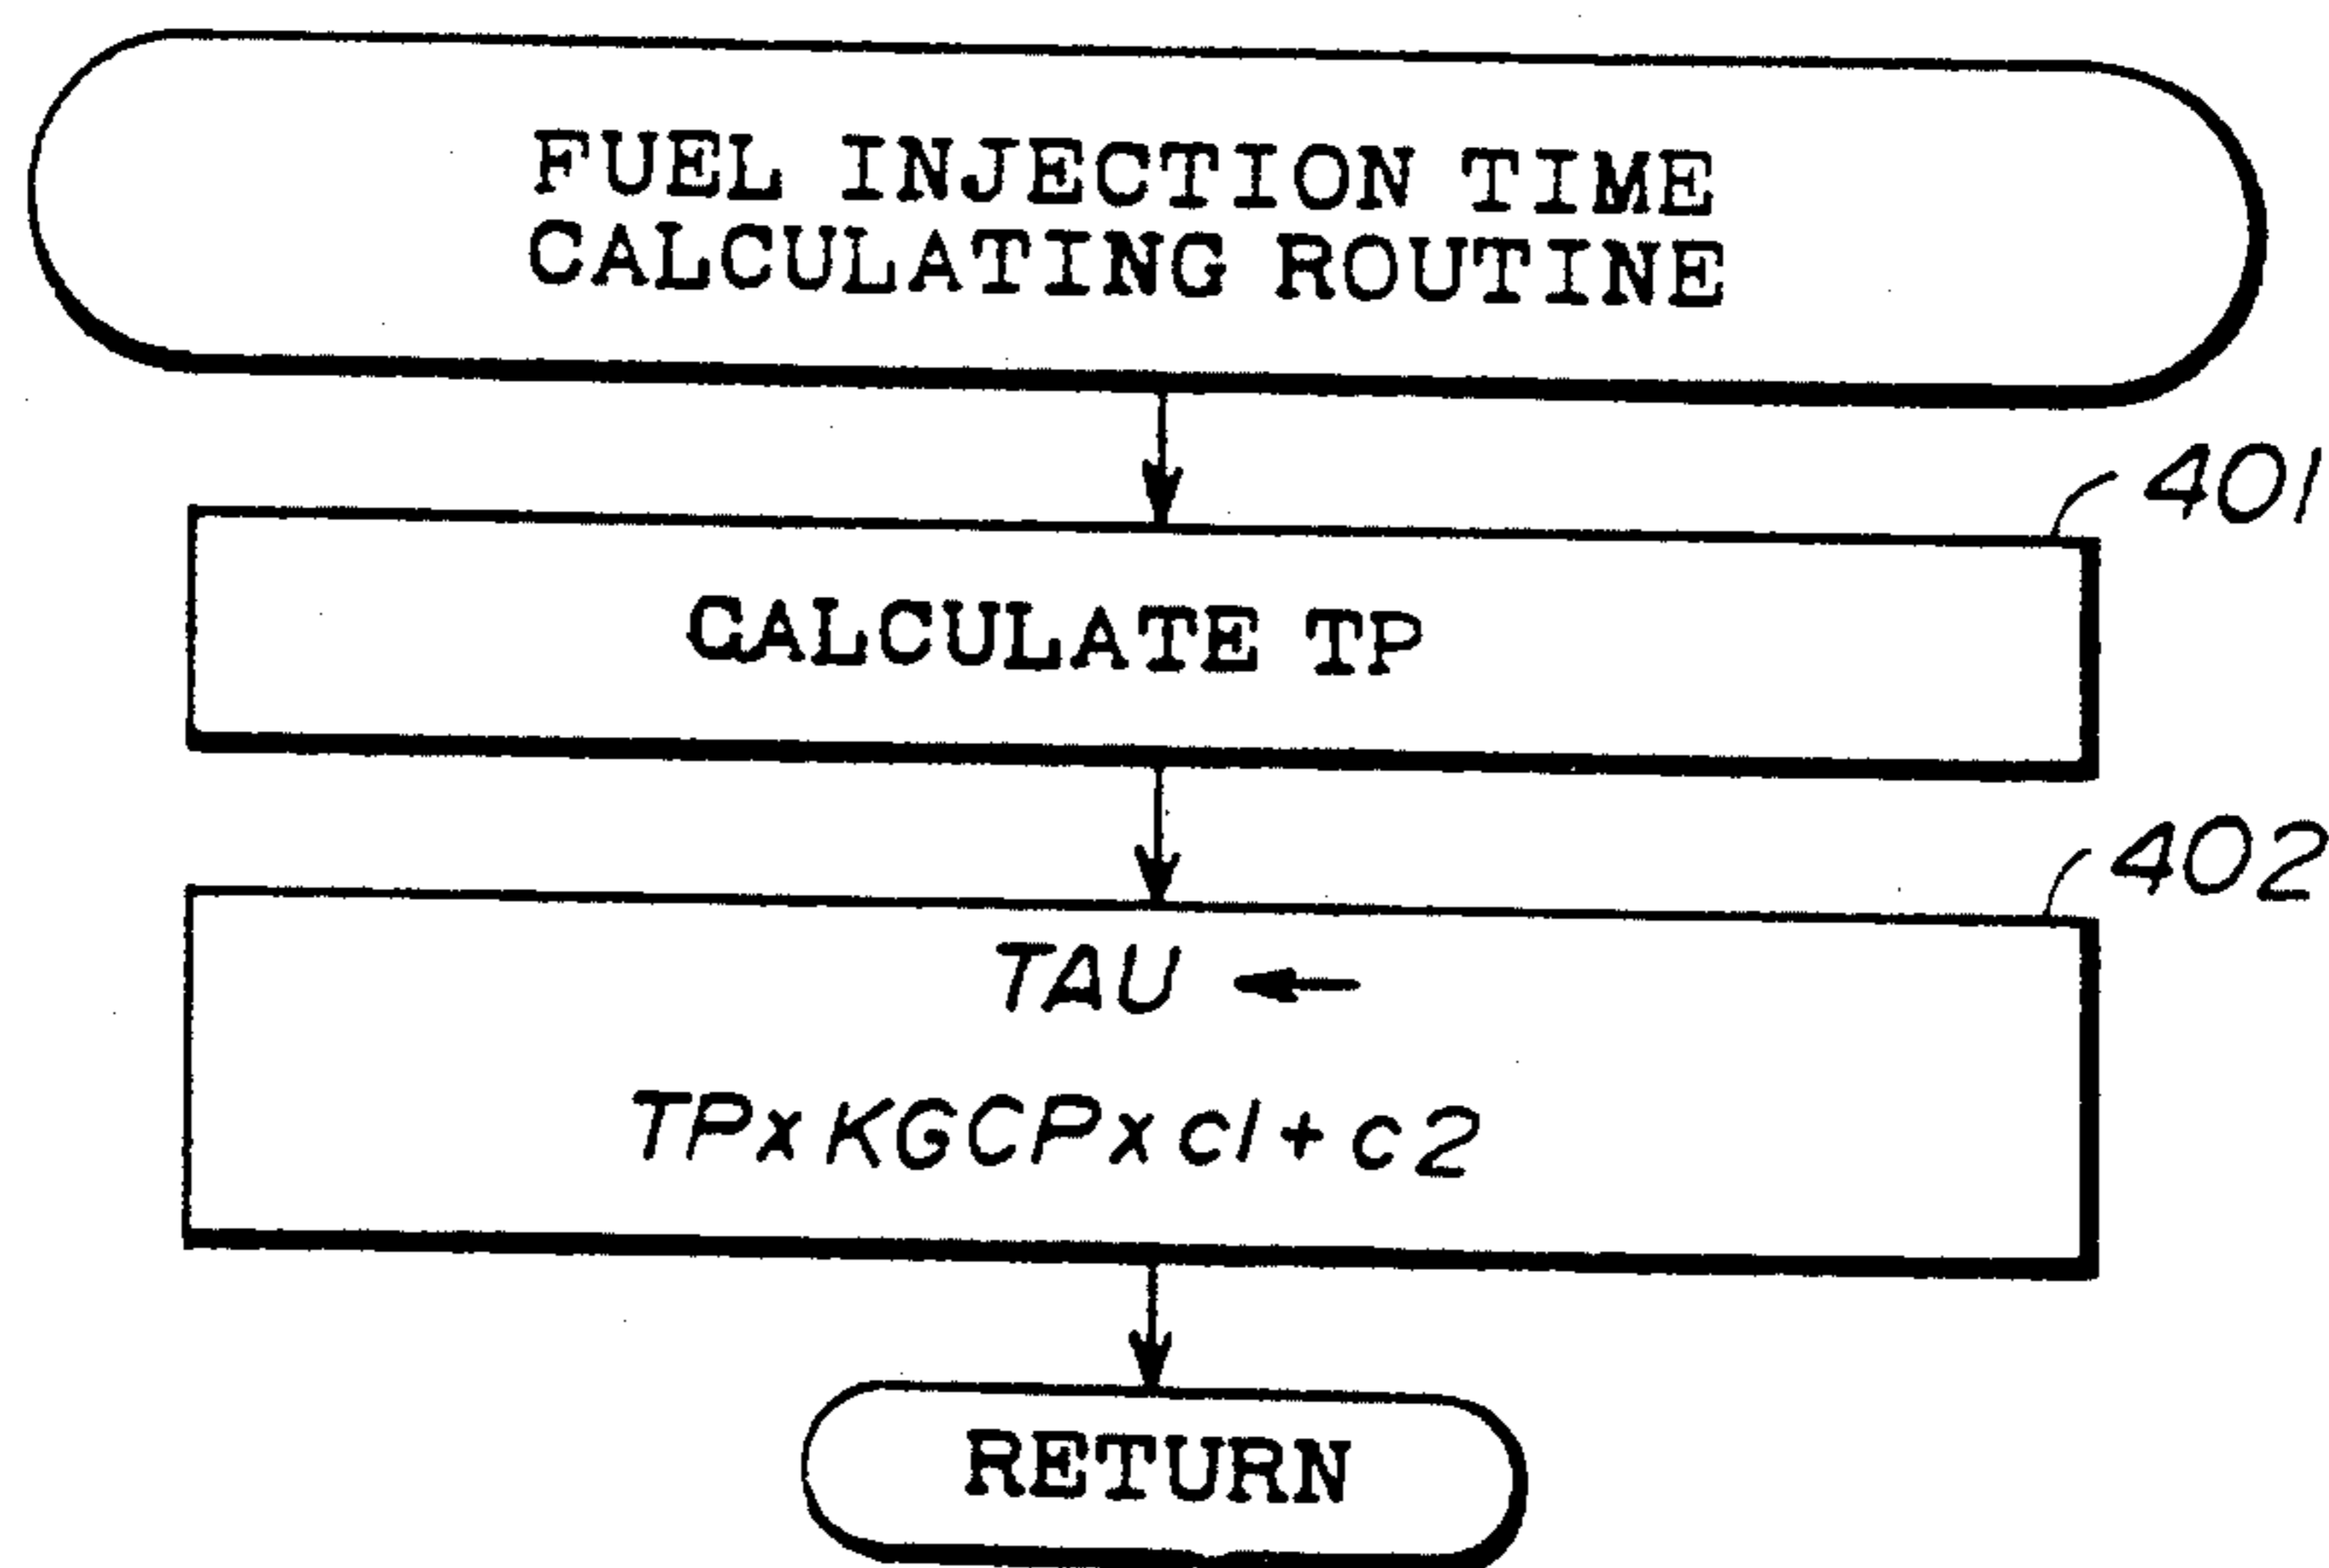 FUEL INJECTION TIME
CALCULATING ROUTINE
401
CALCULATE TP
402
TAU ←
TPxKGCPxc1+c2
RETURN